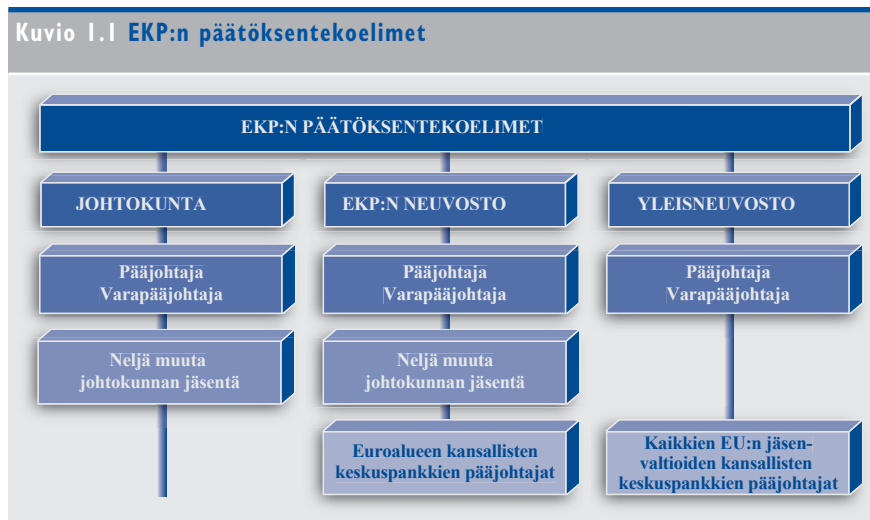 Kuvio 1.1 EKP:n päätöksentekoelimet
EKP:N PÄÄTÖKSENTEKOELIMET
JOHTOKUNTA
EKP:N NEUVOSTO
YLEISNEUVOSTO
Pääjohtaja
Varapääjohtaja
Pääjohtaja
Varapääjohtaja
Pääjohtaja
Varapääjohtaja
Neljä muuta
johtokunnan jäsentä
Neljä muuta
johtokunnan jäsentä
Euroalueen kansallisten
keskuspankkien pääjohtajat
Kaikkien EU:n jäsen-
valtioiden kansallisten
keskuspankkien pääjohtajat